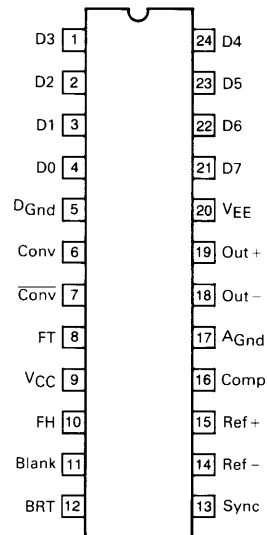 D3 1 24 D4
D2 2 23 D5
D1 3 22 D6
D0 4 21 D7
DGnd 5 20 VEE
Conv 6 19 Out+
Conv 7 18 Out−
FT 8 17 AGnd
VCC 9 16 Comp
FH 10 15 Ref+
Blank 11 14 Ref−
BRT 12 13 Sync